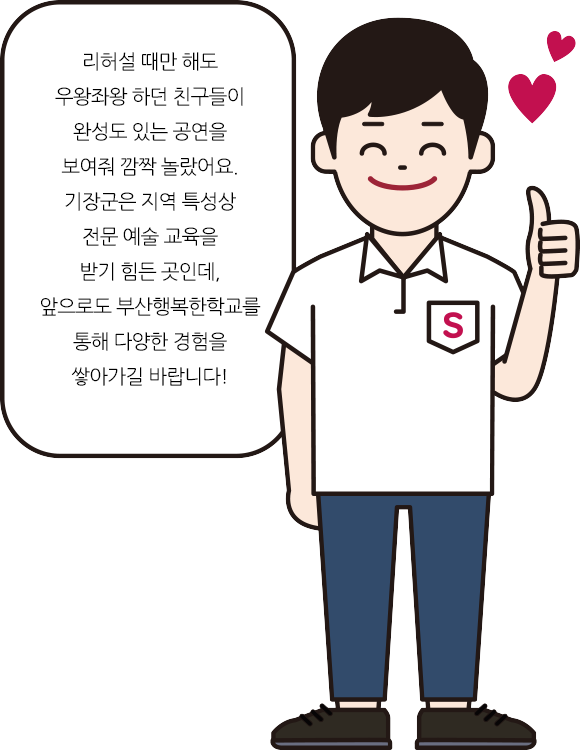 리허설 때만 해도
우왕좌왕 하던 친구들이
완성도 있는 공연을
보여줘 깜짝 놀랐어요.
기장군은 지역 특성상
전문 예술 교육을
받기 힘든 곳인데,
앞으로도 부산행복한학교를
통해 다양한 경험을
쌓아가길 바랍니다!
S